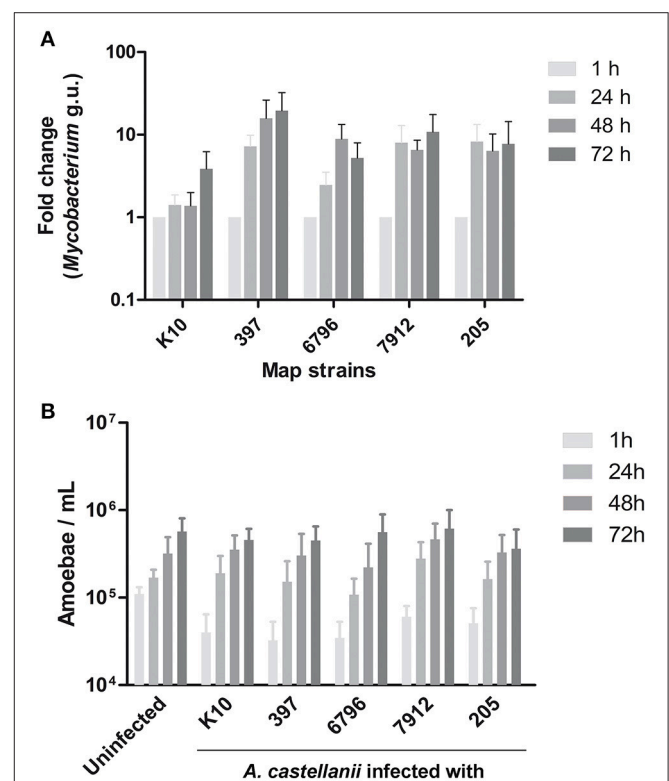 A
Fold change
(Mycobacterium g.u.)
100
10
1
0.1
1 h
24 h
48 h
72 h
K10
397
6796
7912
205
Map strains
B
Amoebae / mL
10⁷
10⁶
10⁵
10⁴
1h
24h
48h
72h
Uninfected
K10
397
6796
7912
205
A. castellanii infected with